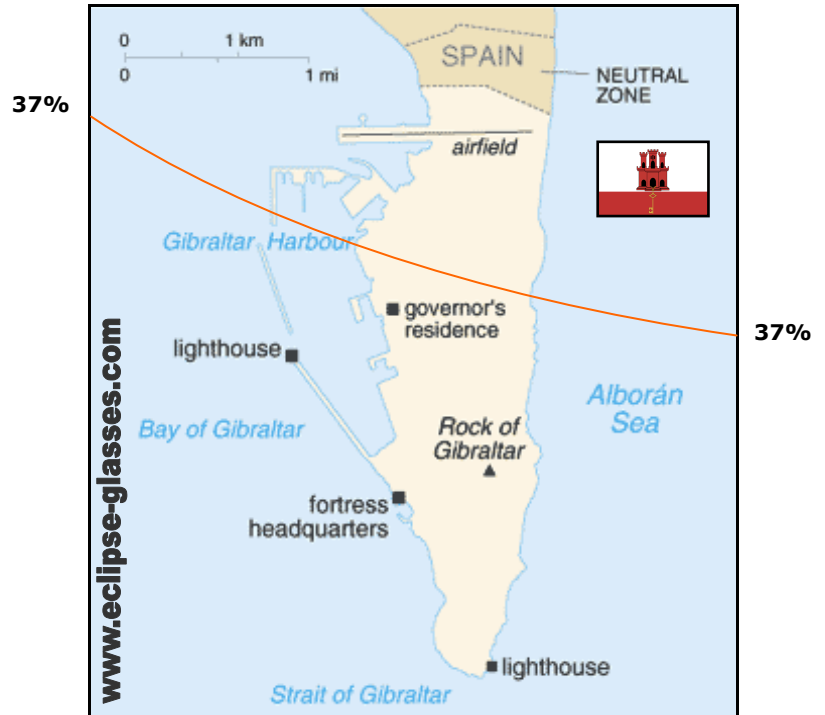 0 1 km
0 1 mi
SPAIN
NEUTRAL
ZONE
37%
airfield
Gibraltar Harbour
governor's
residence
37%
lighthouse
Alborán
Sea
Bay of Gibraltar
Rock of
Gibraltar
fortress
headquarters
lighthouse
Strait of Gibraltar
www.eclipse-glasses.com